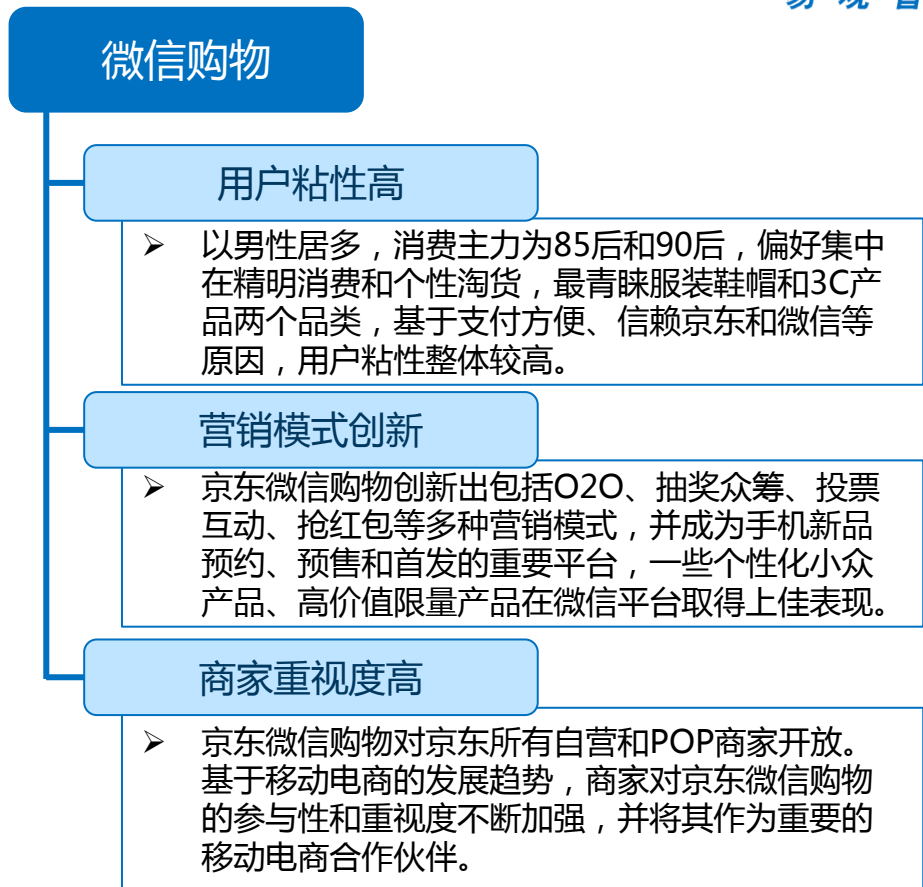 易 观
微信购物
用户粘性高
➢ 以男性居多，消费主力为85后和90后，偏好集中
在精明消费和个性淘货，最青睐服装鞋帽和3C产
品两个品类，基于支付方便、信赖京东和微信等
原因，用户粘性整体较高。
营销模式创新
➢ 京东微信购物创新出包括O2O、抽奖众筹、投票
互动、抢红包等多种营销模式，并成为手机新品
预约、预售和首发的重要平台，一些个性化小众
产品、高价值限量产品在微信平台取得上佳表现。
商家重视度高
➢ 京东微信购物对京东所有自营和POP商家开放。
基于移动电商的发展趋势，商家对京东微信购物
的参与性和重视度不断加强，并将其作为重要的
移动电商合作伙伴。